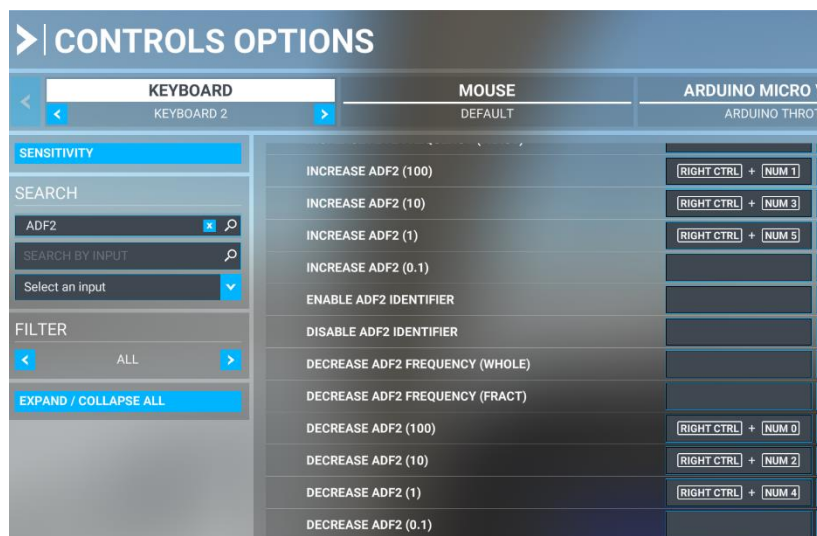 CONTROLS OPTIONS
KEYBOARD
KEYBOARD 2
MOUSE
DEFAULT
ARDUINO MICRO
ARDUINO THRO
SENSITIVITY
SEARCH
ADF2
SEARCH BY INPUT
Select an input
FILTER
ALL
EXPAND / COLLAPSE ALL
INCREASE ADF2 (100) RIGHT CTRL + NUM 1
INCREASE ADF2 (10) RIGHT CTRL + NUM 3
INCREASE ADF2 (1) RIGHT CTRL + NUM 5
INCREASE ADF2 (0.1)
ENABLE ADF2 IDENTIFIER
DISABLE ADF2 IDENTIFIER
DECREASE ADF2 FREQUENCY (WHOLE)
DECREASE ADF2 FREQUENCY (FRACT)
DECREASE ADF2 (100) RIGHT CTRL + NUM 0
DECREASE ADF2 (10) RIGHT CTRL + NUM 2
DECREASE ADF2 (1) RIGHT CTRL + NUM 4
DECREASE ADF2 (0.1)